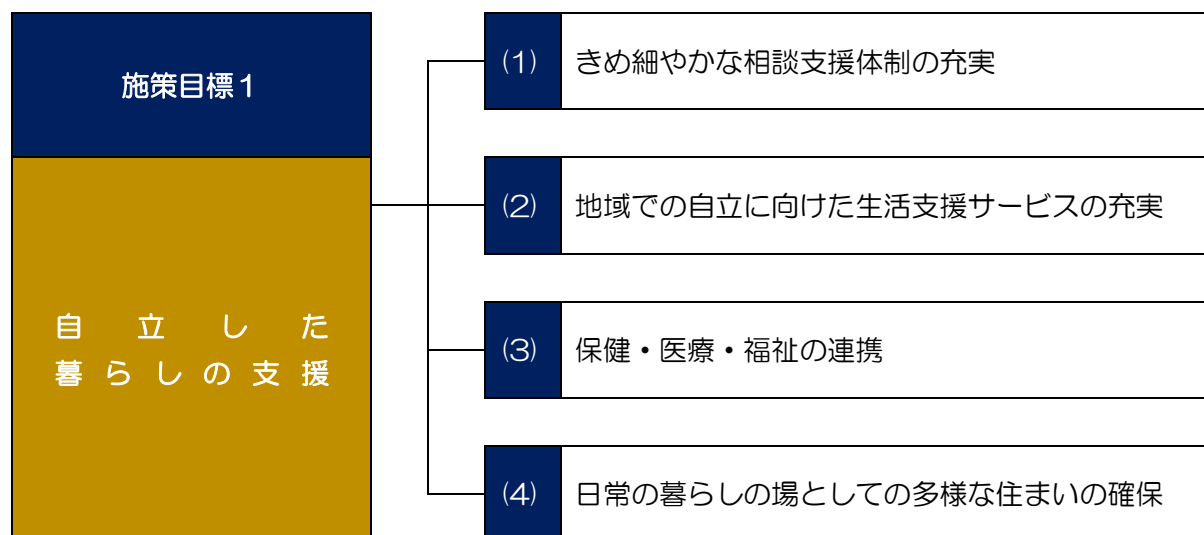 施策目標１
自立した
暮らしの支援
(1) きめ細やかな相談支援体制の充実
(2) 地域での自立に向けた生活支援サービスの充実
(3) 保健・医療・福祉の連携
(4) 日常の暮らしの場としての多様な住まいの確保